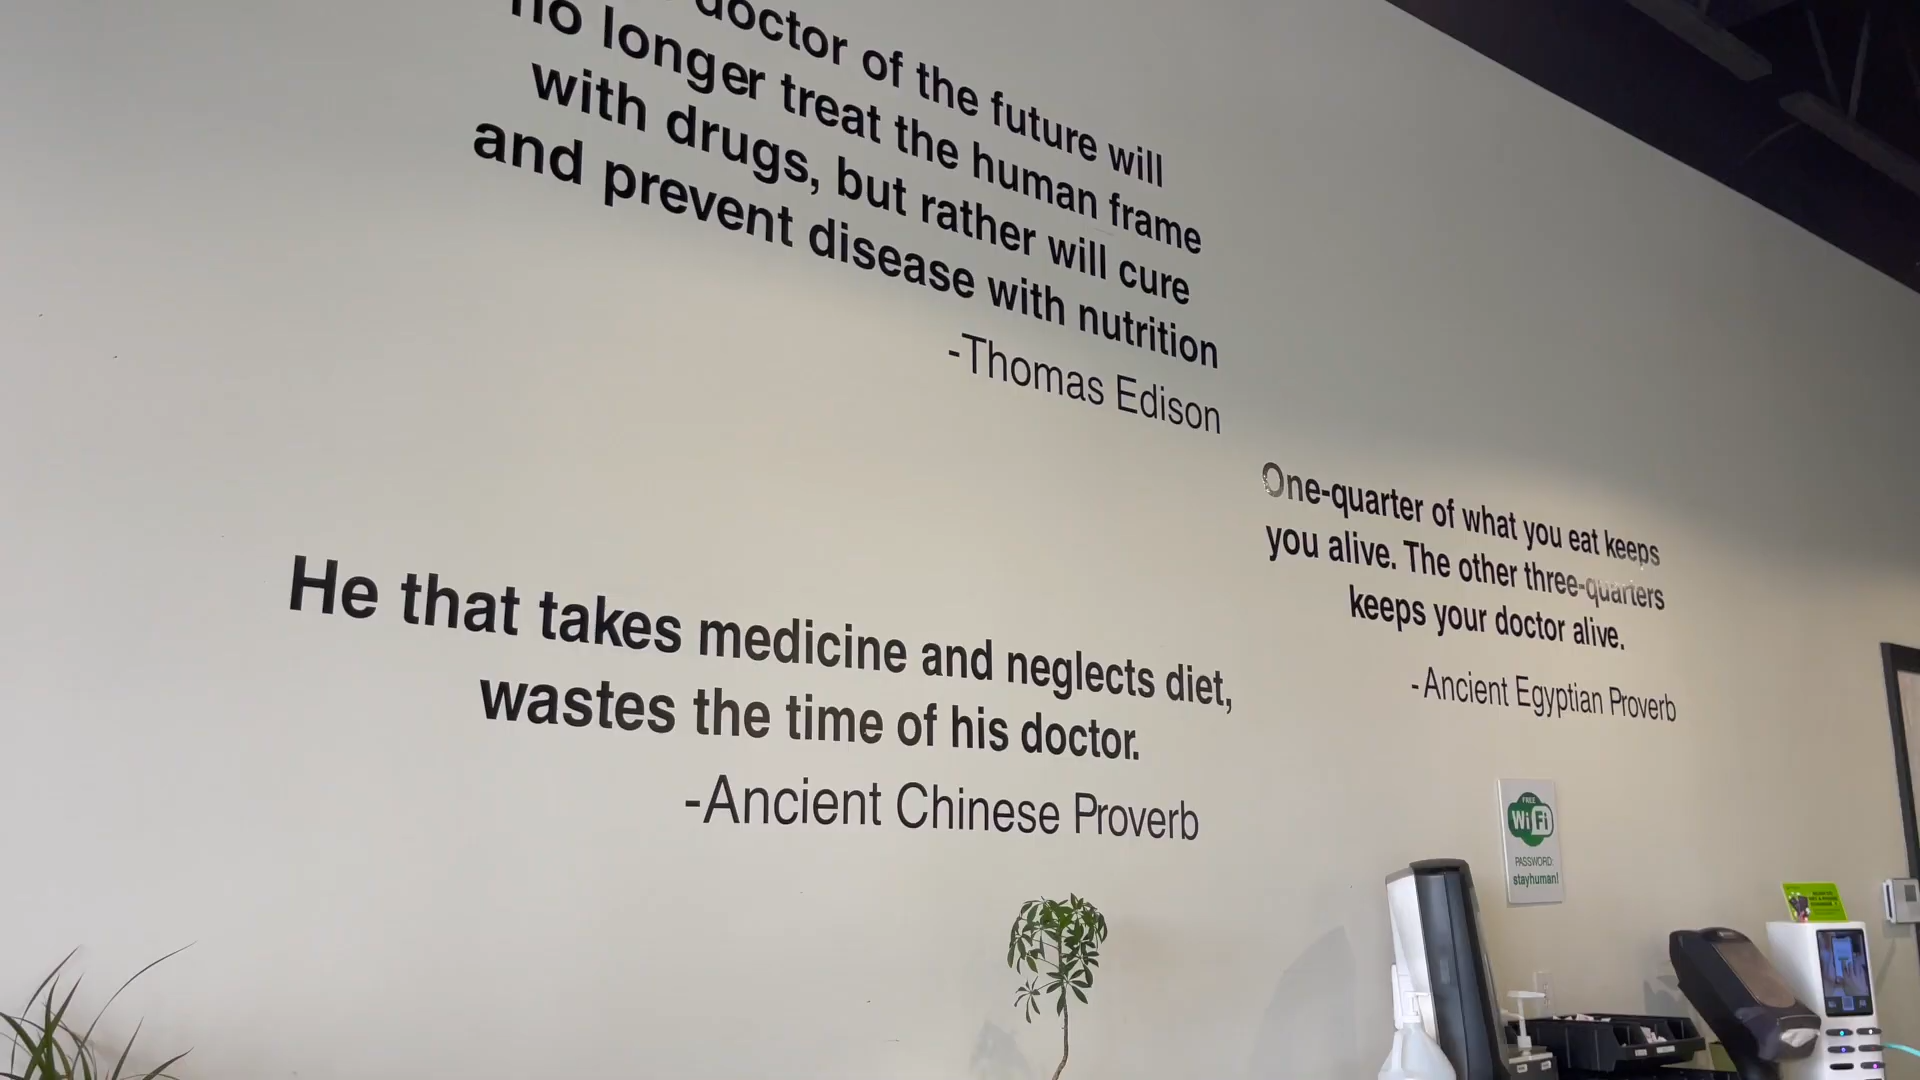 doctor of the future will
no longer treat the human frame
with drugs, but rather will cure
and prevent disease with nutrition
-Thomas Edison
One-quarter of what you eat keeps
you alive. The other three-quarters
keeps your doctor alive.
-Ancient Egyptian Proverb
He that takes medicine and neglects diet,
wastes the time of his doctor.
-Ancient Chinese Proverb
FREE
WiFi
PASSWORD:
stayhuman!